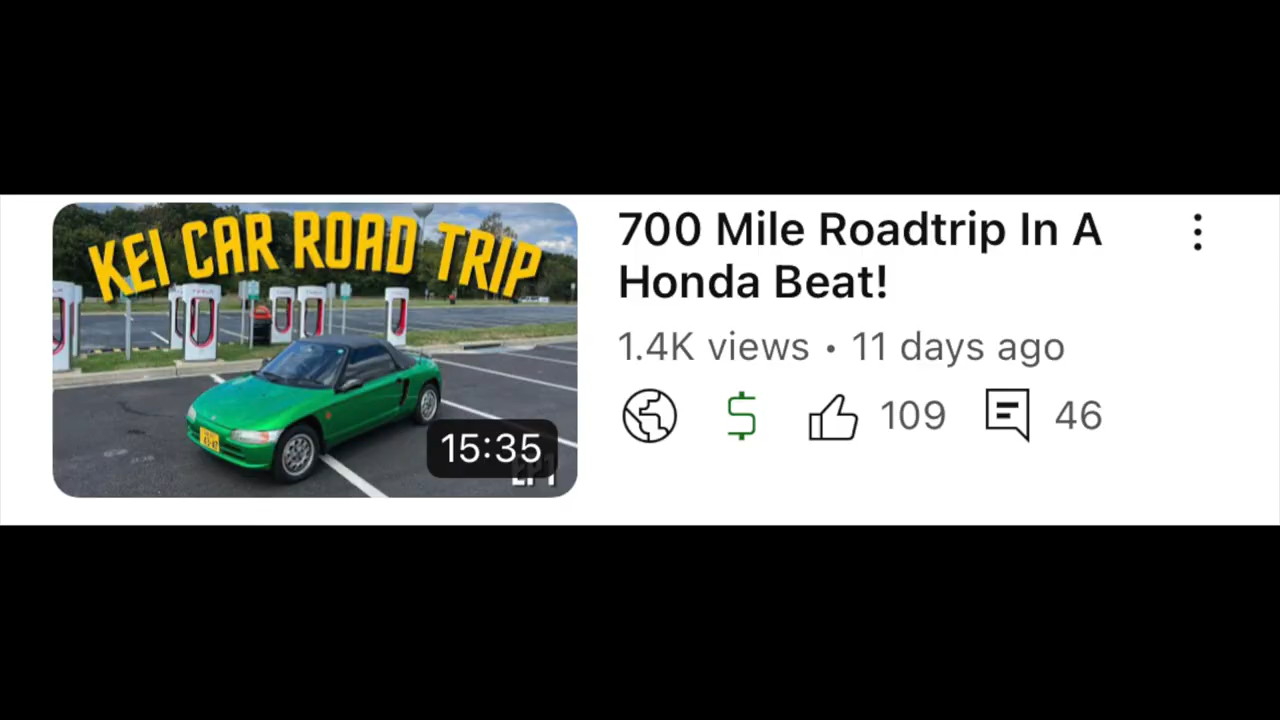 KEI CAR ROAD TRIP
15:35
EP1
700 Mile Roadtrip In A
Honda Beat!
1.4K views • 11 days ago
109
46